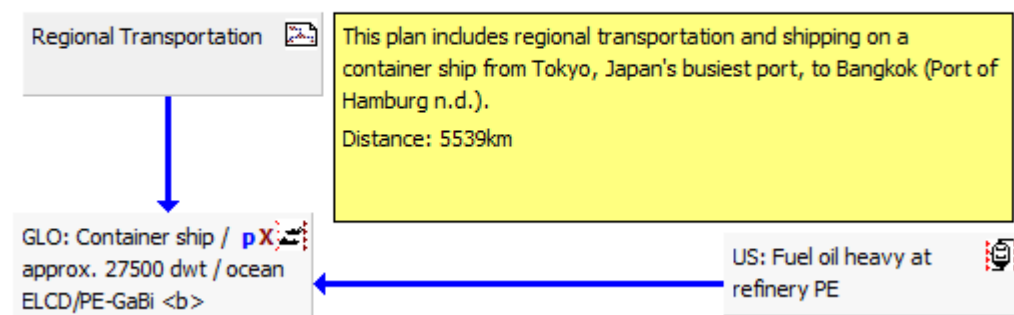 Regional Transportation
This plan includes regional transportation and shipping on a
container ship from Tokyo, Japan's busiest port, to Bangkok (Port of
Hamburg n.d.).
Distance: 5539km
GLO: Container ship / pX
approx. 27500 dwt / ocean
ELCD/PE-GaBi <b>
US: Fuel oil heavy at
refinery PE